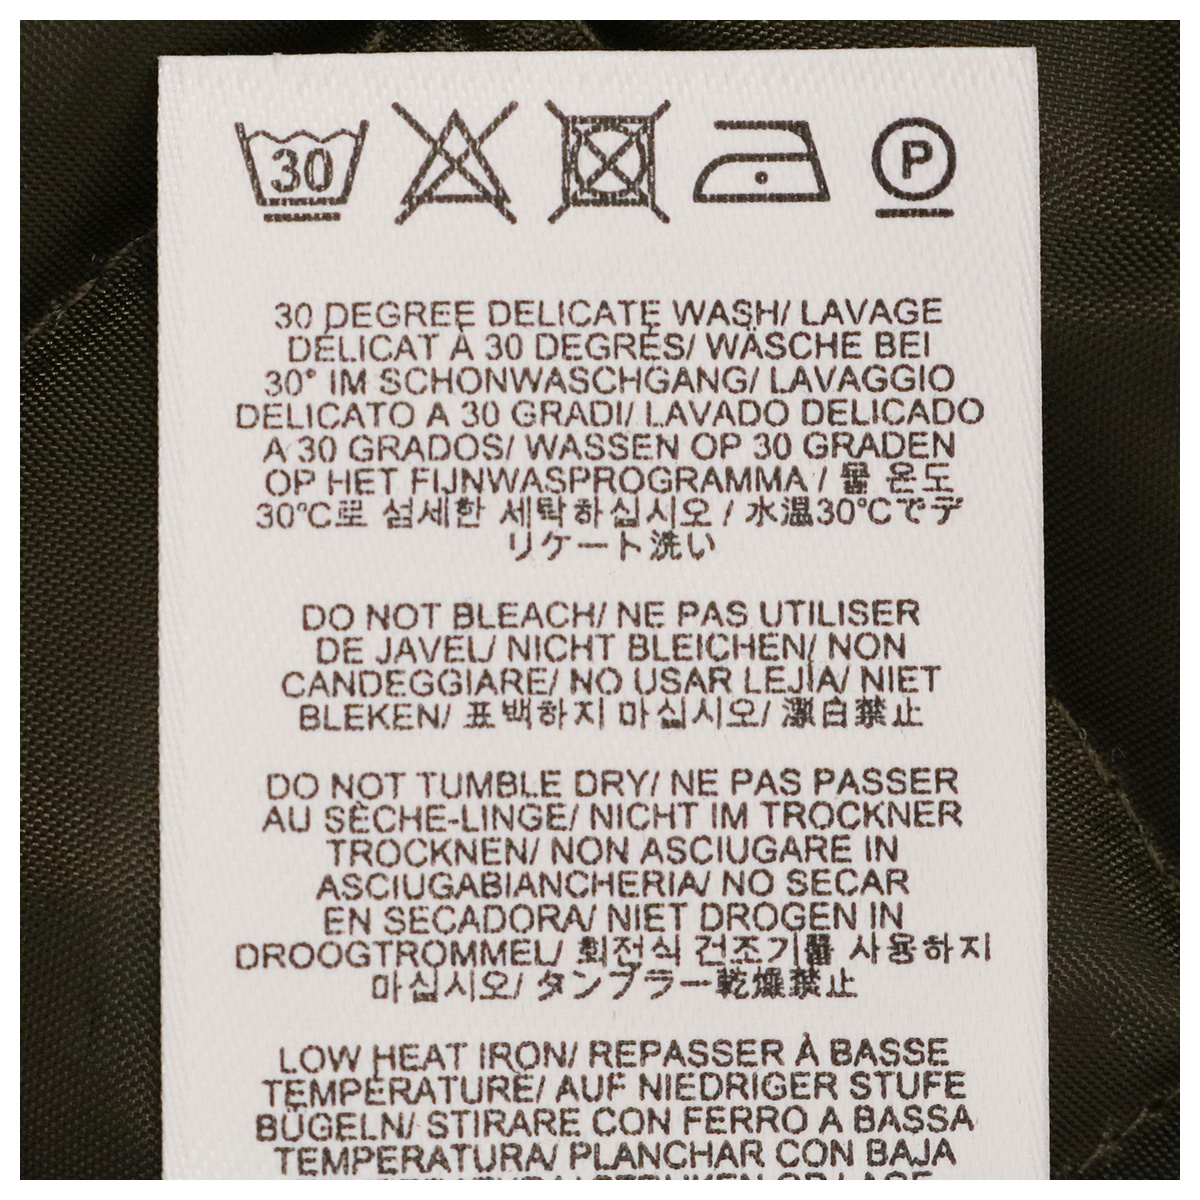 30
P
30 DEGREE DELICATE WASH/ LAVAGE
DÉLICAT À 30 DEGRÉS/ WÄSCHE BEI
30° IM SCHONWASCHGANG/ LAVAGGIO
DELICATO A 30 GRADI/ LAVADO DELICADO
A 30 GRADOS/ WASSEN OP 30 GRADEN
OP HET FIJNWASPROGRAMMA / 물 온도
30℃로 섬세한 세탁하십시오 / 水温30℃でデ
リケート洗い
DO NOT BLEACH/ NE PAS UTILISER
DE JAVEL/ NICHT BLEICHEN/ NON
CANDEGGIARE/ NO USAR LEJÍA/ NIET
BLEKEN/ 표백하지 마십시오/ 漂白禁止
DO NOT TUMBLE DRY/ NE PAS PASSER
AU SÈCHE-LINGE/ NICHT IM TROCKNER
TROCKNEN/ NON ASCIUGARE IN
ASCIUGABIANCHERIA/ NO SECAR
EN SECADORA/ NIET DROGEN IN
DROOGTROMMEL/ 회전식 건조기를 사용하지
마십시오/ タンブラー乾燥禁止
LOW HEAT IRON/ REPASSER À BASSE
TEMPÉRATURE/ AUF NIEDRIGER STUFE
BÜGELN/ STIRARE CON FERRO A BASSA
TEMPERATURA/ PLANCHAR CON BAJA